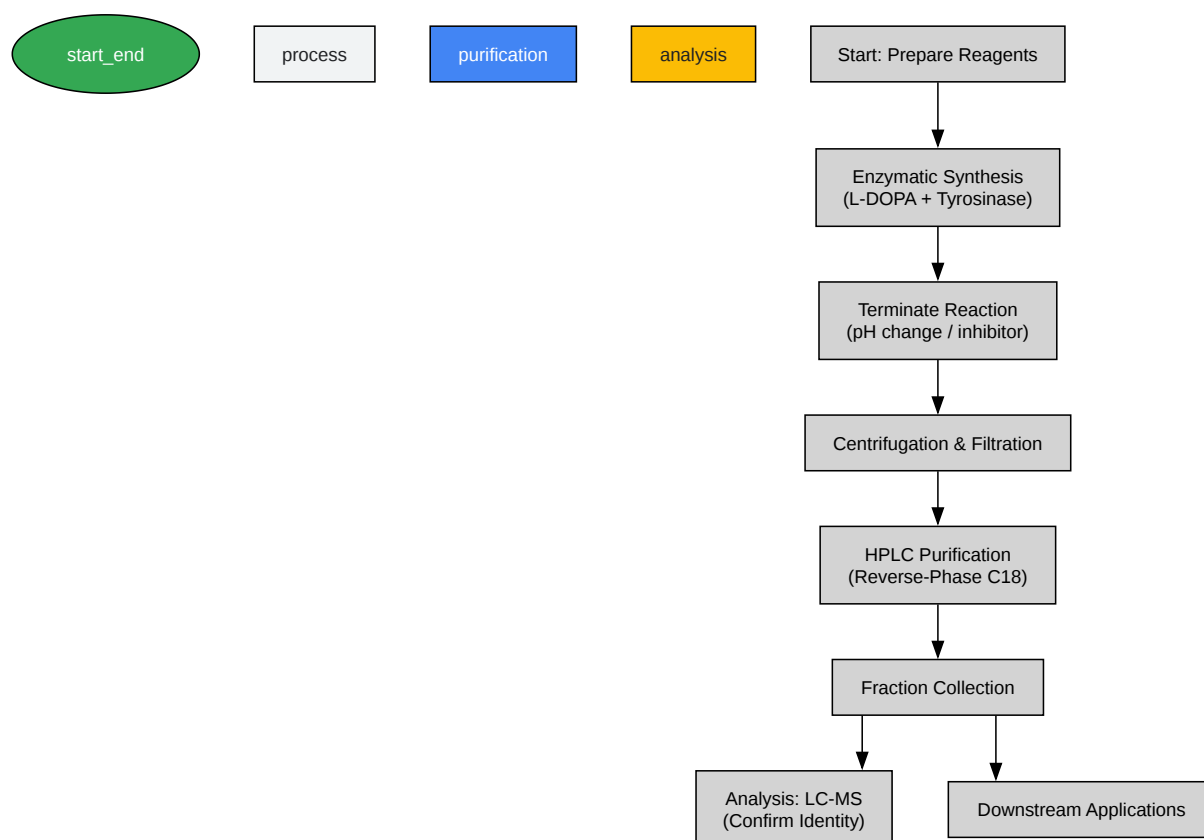 start_end
process
purification
analysis
Start: Prepare Reagents
Enzymatic Synthesis
(L-DOPA + Tyrosinase)
Terminate Reaction
(pH change / inhibitor)
Centrifugation & Filtration
HPLC Purification
(Reverse-Phase C18)
Fraction Collection
Analysis: LC-MS
(Confirm Identity)
Downstream Applications